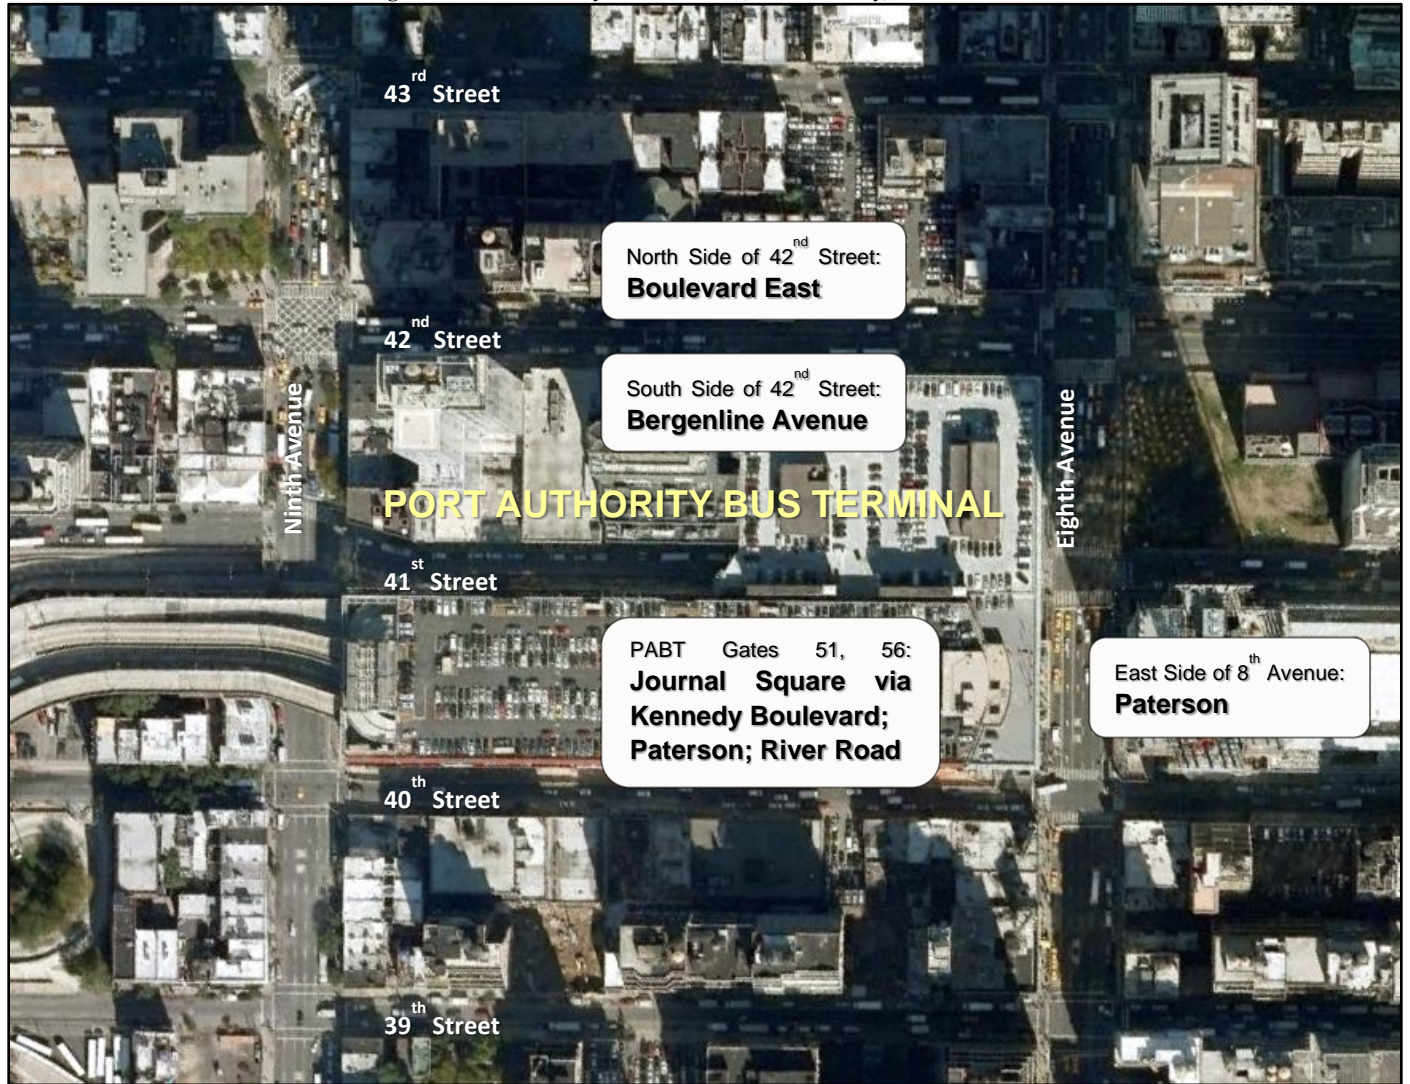 43rd Street
North Side of 42nd Street:
Boulevard East
42nd Street
South Side of 42nd Street:
Bergenline Avenue
Ninth Avenue
Eighth Avenue
PORT AUTHORITY BUS TERMINAL
41st Street
PABT Gates 51, 56:
Journal Square via
Kennedy Boulevard;
Paterson; River Road
East Side of 8th Avenue:
Paterson
40th Street
39th Street